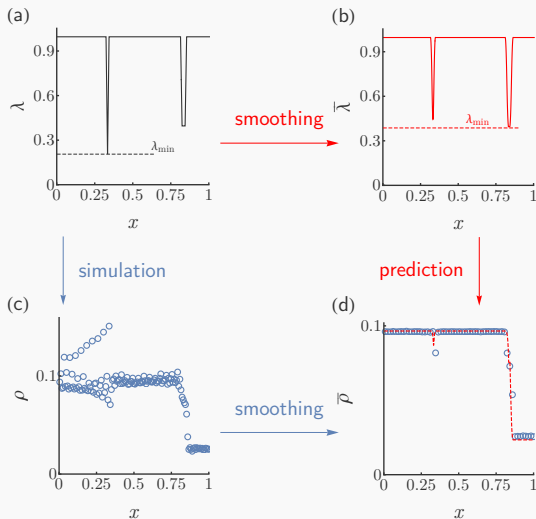 (a)
(b)
0.9
0.6
0.3
0
λ
λmin
0 0.25 0.5 0.75 1
x
smoothing
0.9
0.6
0.3
0
λ̅
λmin
0 0.25 0.5 0.75 1
x
simulation
prediction
(c)
(d)
0.1
0
ρ
0 0.25 0.5 0.75 1
x
smoothing
0.1
0
ρ̅
0 0.25 0.5 0.75 1
x